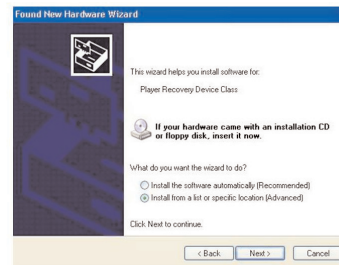 Found New Hardware Wizard
This wizard helps you install software for:
Player Recovery Device Class
If your hardware came with an installation CD
or floppy disk, insert it now.
What do you want the wizard to do?
Install the software automatically (Recommended)
Install from a list or specific location (Advanced)
Click Next to continue.
< Back Next > Cancel